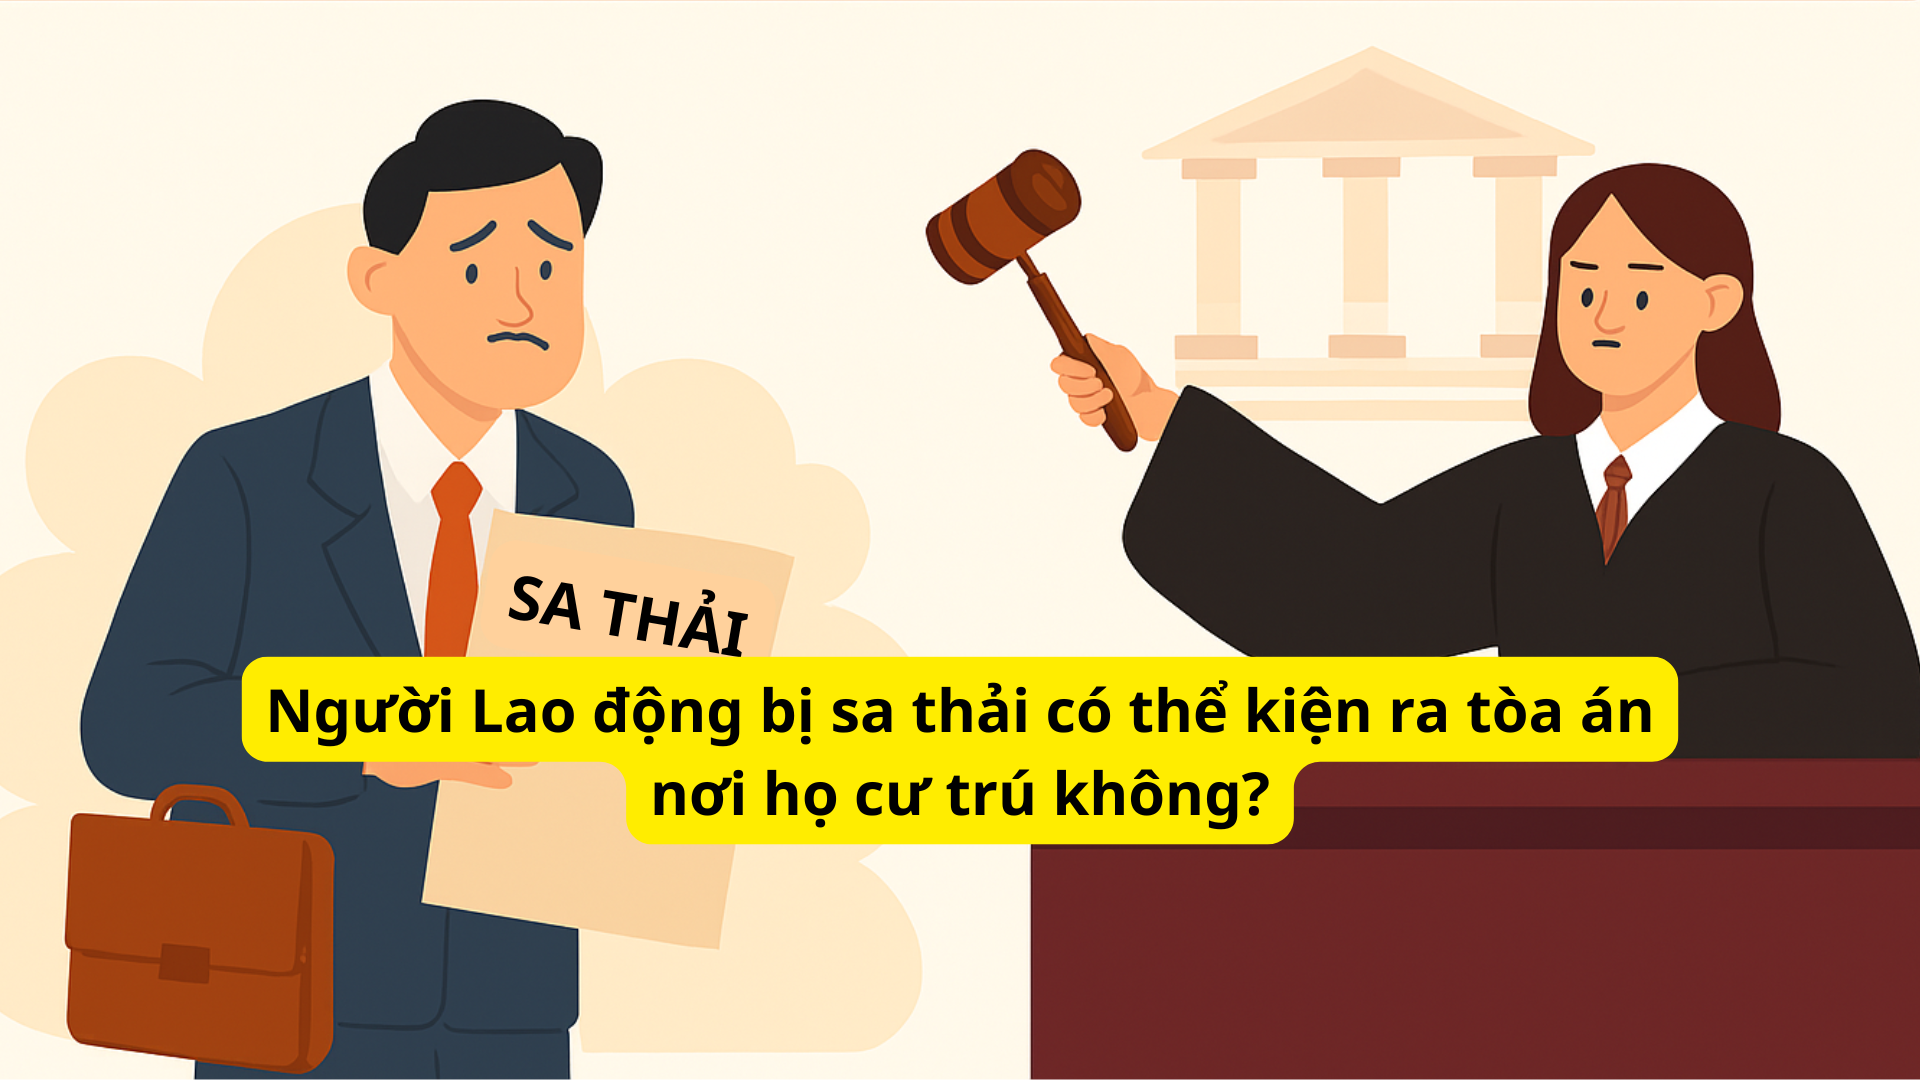 SA THẢI
Người Lao động bị sa thải có thể kiện ra tòa án
nơi họ cư trú không?